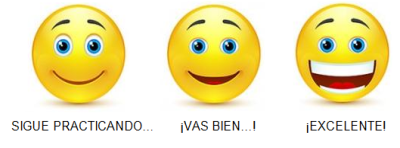 SIGUE PRACTICANDO... ¡VAS BIEN...! ¡EXCELENTE!